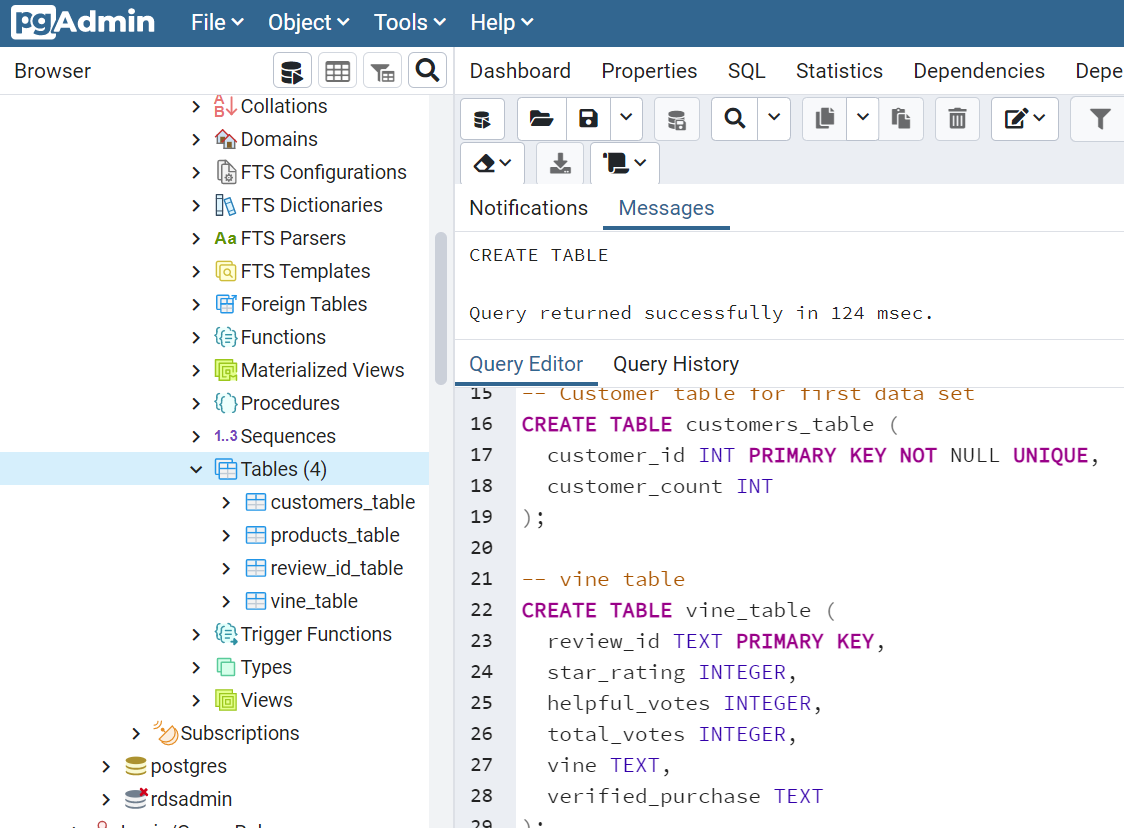 pgAdmin File Object Tools Help
Browser
Collations
Domains
FTS Configurations
FTS Dictionaries
Aa FTS Parsers
FTS Templates
Foreign Tables
Functions
Materialized Views
Procedures
1..3 Sequences
Tables (4)
customers_table
products_table
review_id_table
vine_table
Trigger Functions
Types
Views
Subscriptions
postgres
rdsadmin
Dashboard Properties SQL Statistics Dependencies Depe
Notifications Messages
CREATE TABLE
Query returned successfully in 124 msec.
Query Editor Query History
15 -- Customer table for first data set
16 CREATE TABLE customers_table (
17 customer_id INT PRIMARY KEY NOT NULL UNIQUE,
18 customer_count INT
19 );
20
21 -- vine table
22 CREATE TABLE vine_table (
23 review_id TEXT PRIMARY KEY,
24 star_rating INTEGER,
25 helpful_votes INTEGER,
26 total_votes INTEGER,
27 vine TEXT,
28 verified_purchase TEXT
29 );